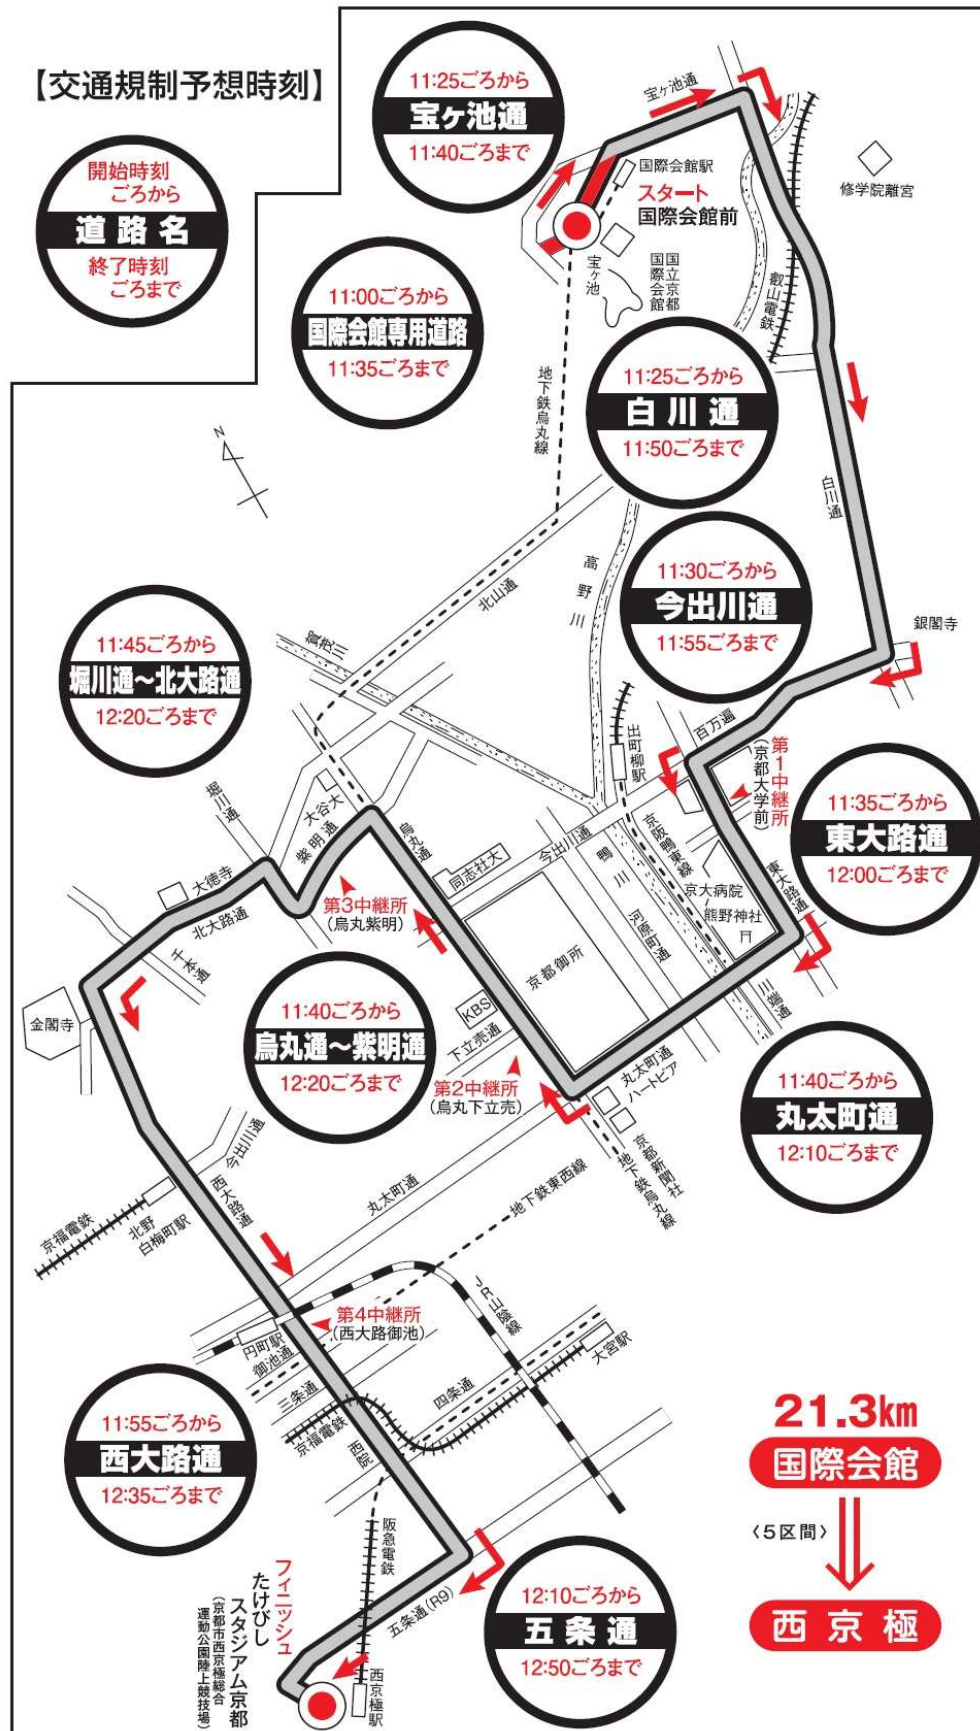 【交通規制予想時刻】
開始時刻
ごろから
道路名
終了時刻
ごろまで
11:25ごろから
宝ヶ池通
11:40ごろまで
宝ヶ池通
国際会館駅
スタート
国際会館前
修学院離宮
宝ヶ池
国立京都
国際会館
叡山電鉄
11:00ごろから
国際会館専用道路
11:35ごろまで
地下鉄烏丸線
11:25ごろから
白川通
11:50ごろまで
N
白川通
北山通
高野川
11:30ごろから
今出川通
11:55ごろまで
銀閣寺
賀茂川
11:45ごろから
堀川通～北大路通
12:20ごろまで
出町柳駅
百万遍
第1中継所
(京都大学前)
11:35ごろから
東大路通
12:00ごろまで
堀川通
大谷大
紫明通
烏丸通
同志社大
今出川通
鴨川
京阪鴨東線
京大病院
熊野神社
東大路通
大徳寺
北大路通
第3中継所
(烏丸紫明)
河原町通
千本通
京都御所
川端通
金閣寺
11:40ごろから
烏丸通～紫明通
12:20ごろまで
KBS
下立売通
第2中継所
(烏丸下立売)
丸太町通
ハートピア
11:40ごろから
丸太町通
12:10ごろまで
今出川通
西大路通
京都新聞社
地下鉄烏丸線
丸太町通
地下鉄東西線
京福電鉄
北野
白梅町駅
JR山陰線
第4中継所
(西大路御池)
円町駅
御池通
大宮駅
三条通
四条通
京福電鉄
西院
11:55ごろから
西大路通
12:35ごろまで
21.3km
国際会館
〈5区間〉
西京極
阪急電鉄
五条通(R9)
12:10ごろから
五条通
12:50ごろまで
フィニッシュ
たけびし
スタジアム京都
(京都市西京極総合
運動公園陸上競技場)
西京極駅